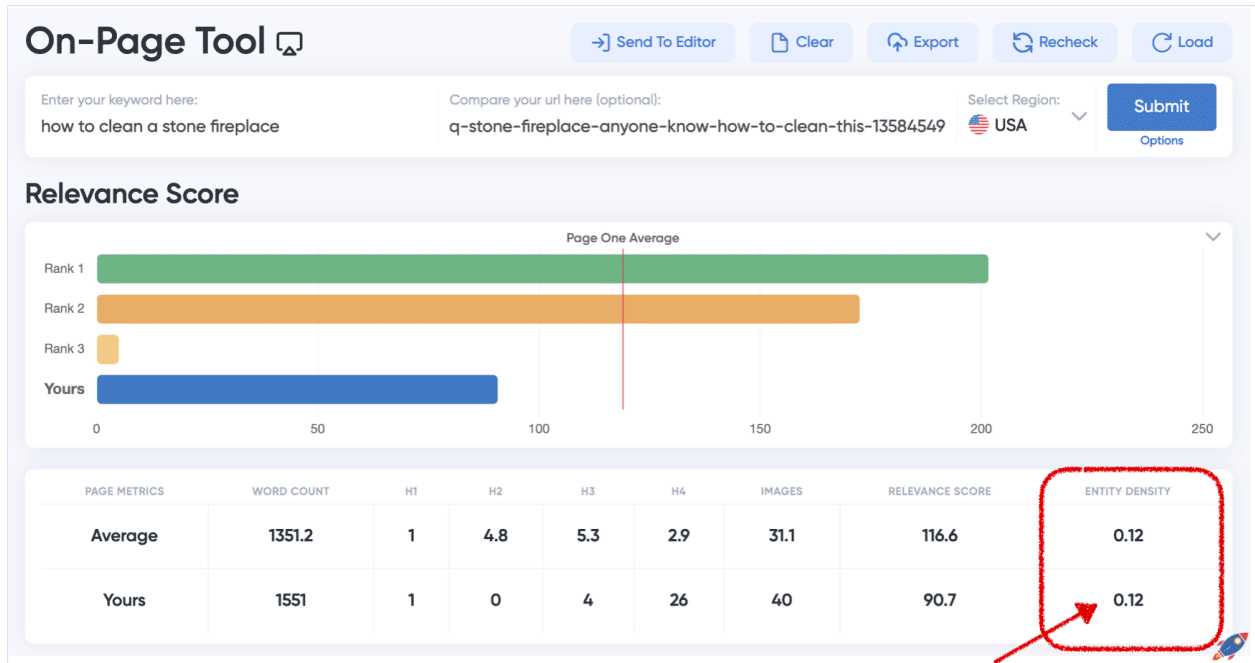 On-Page Tool
Send To Editor
Clear
Export
Recheck
Load
Enter your keyword here:
how to clean a stone fireplace
Compare your url here (optional):
q-stone-fireplace-anyone-know-how-to-clean-this-13584549
Select Region:
USA
Submit
Options
Relevance Score
Page One Average
Rank 1
Rank 2
Rank 3
Yours
0 50 100 150 200 250
PAGE METRICS WORD COUNT H1 H2 H3 H4 IMAGES RELEVANCE SCORE ENTITY DENSITY
Average 1351.2 1 4.8 5.3 2.9 31.1 116.6 0.12
Yours 1551 1 0 4 26 40 90.7 0.12